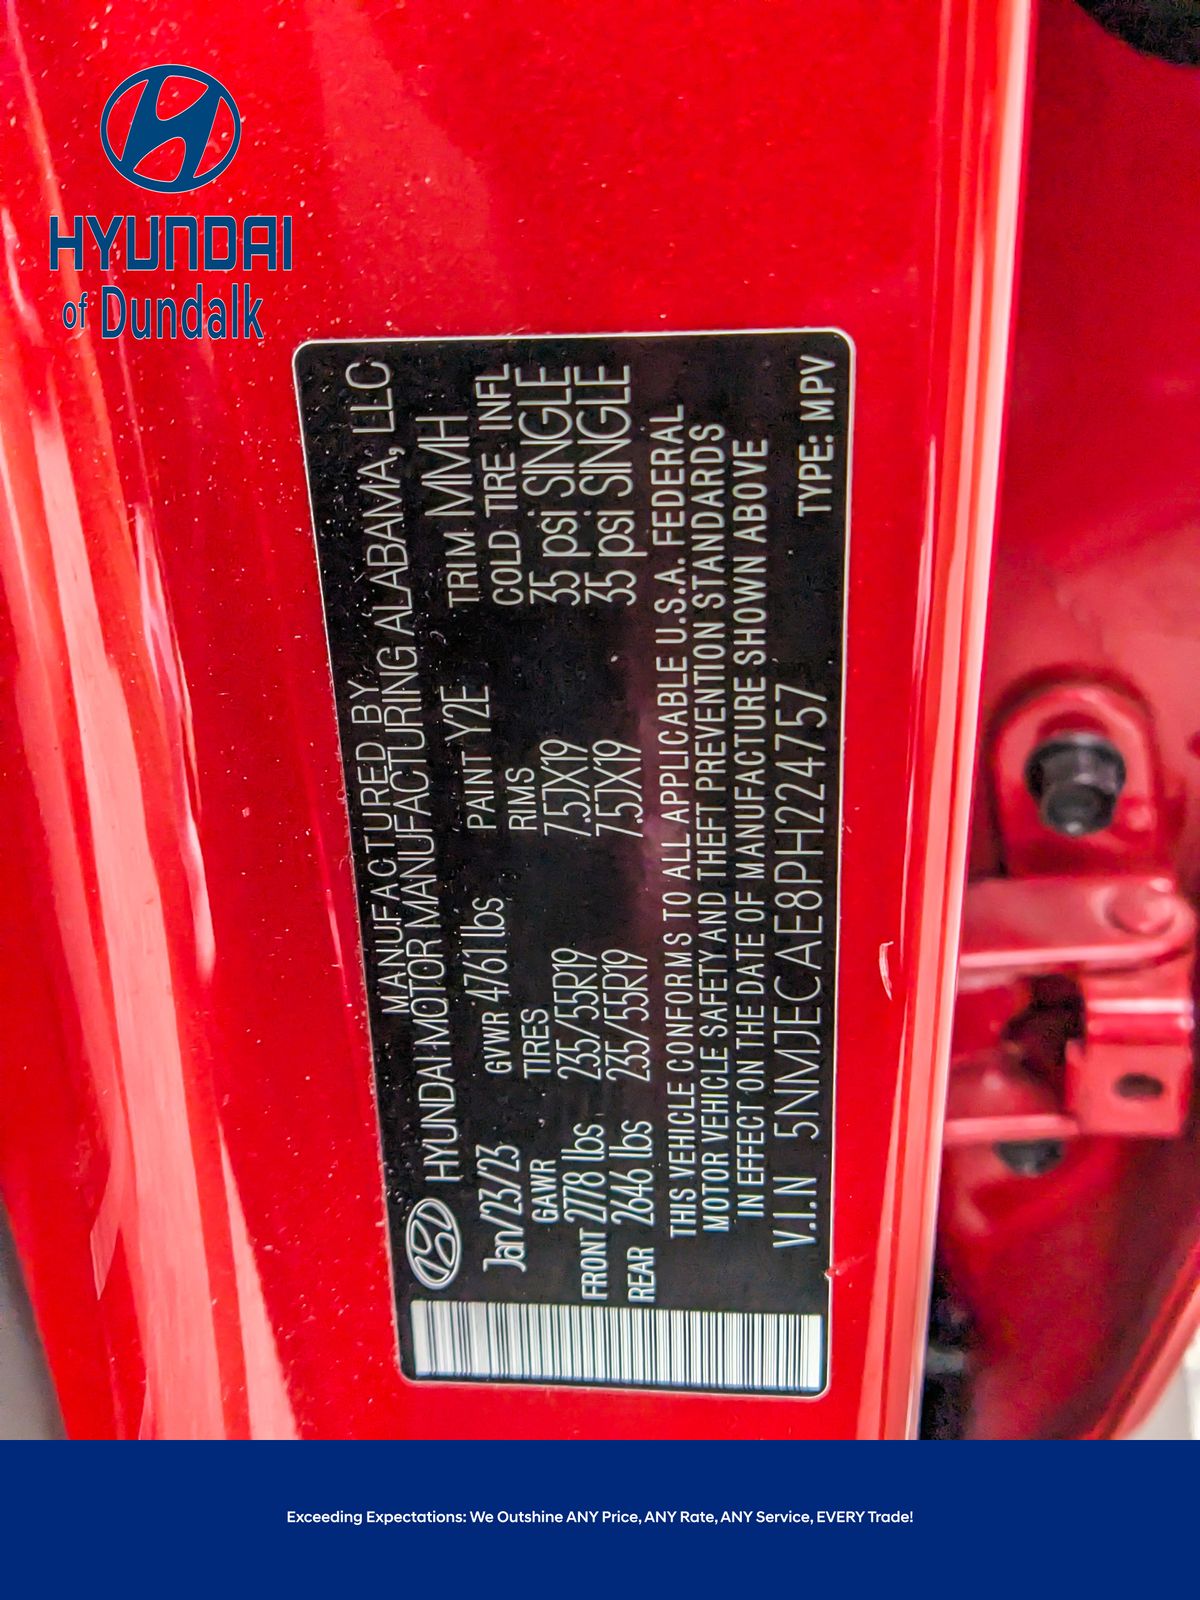 HYUNDAI
of Dundalk
MANUFACTURED BY
HYUNDAI MOTOR MANUFACTURING ALABAMA, LLC
Jan/23/23 GVWR 4761 lbs PAINT Y2E TRIM MMH
GAWR TIRES RIMS COLD TIRE INFL
FRONT 2778 lbs 235/55R19 7.5JX19 35 psi SINGLE
REAR 2646 lbs 235/55R19 7.5JX19 35 psi SINGLE
THIS VEHICLE CONFORMS TO ALL APPLICABLE U.S.A. FEDERAL
MOTOR VEHICLE SAFETY AND THEFT PREVENTION STANDARDS
IN EFFECT ON THE DATE OF MANUFACTURE SHOWN ABOVE
V.I.N 5NMJECAE8PH224757 TYPE: MPV
Exceeding Expectations: We Outshine ANY Price, ANY Rate, ANY Service, EVERY Trade!